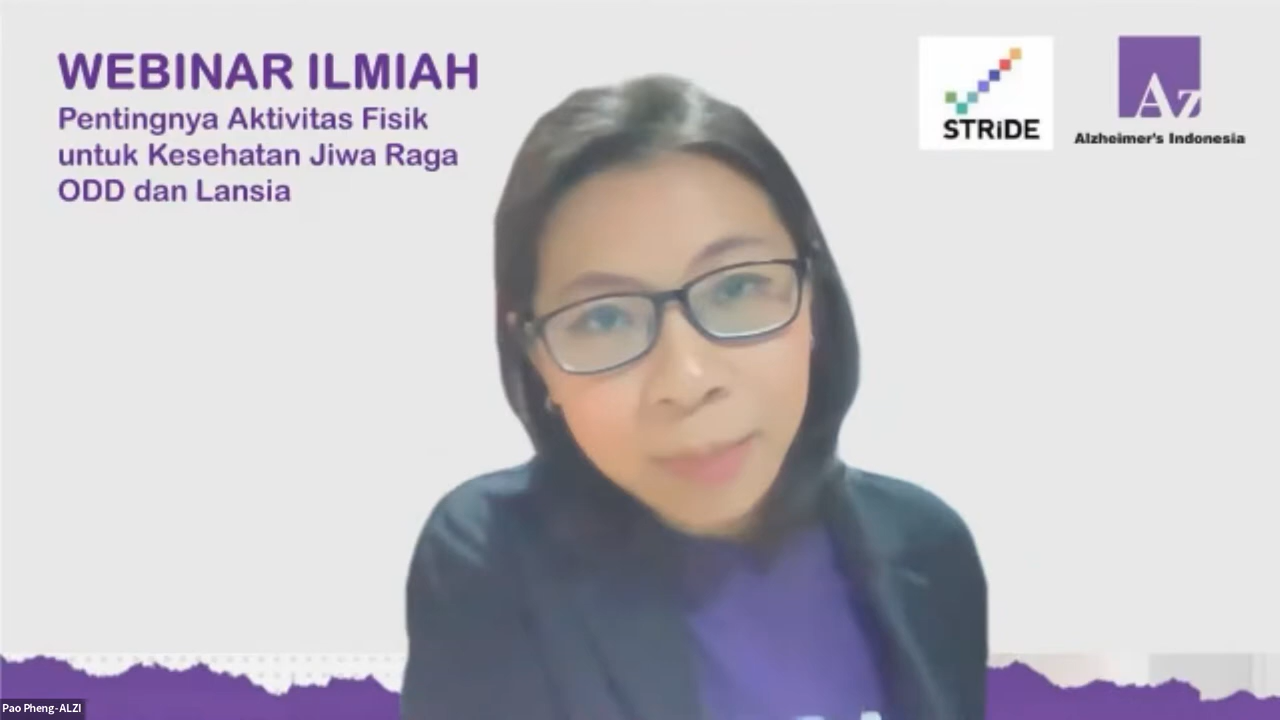 WEBINAR ILMIAH
Pentingnya Aktivitas Fisik
untuk Kesehatan Jiwa Raga
ODD dan Lansia
STRiDE
Az
Alzheimer's Indonesia
Pao Pheng-ALZI